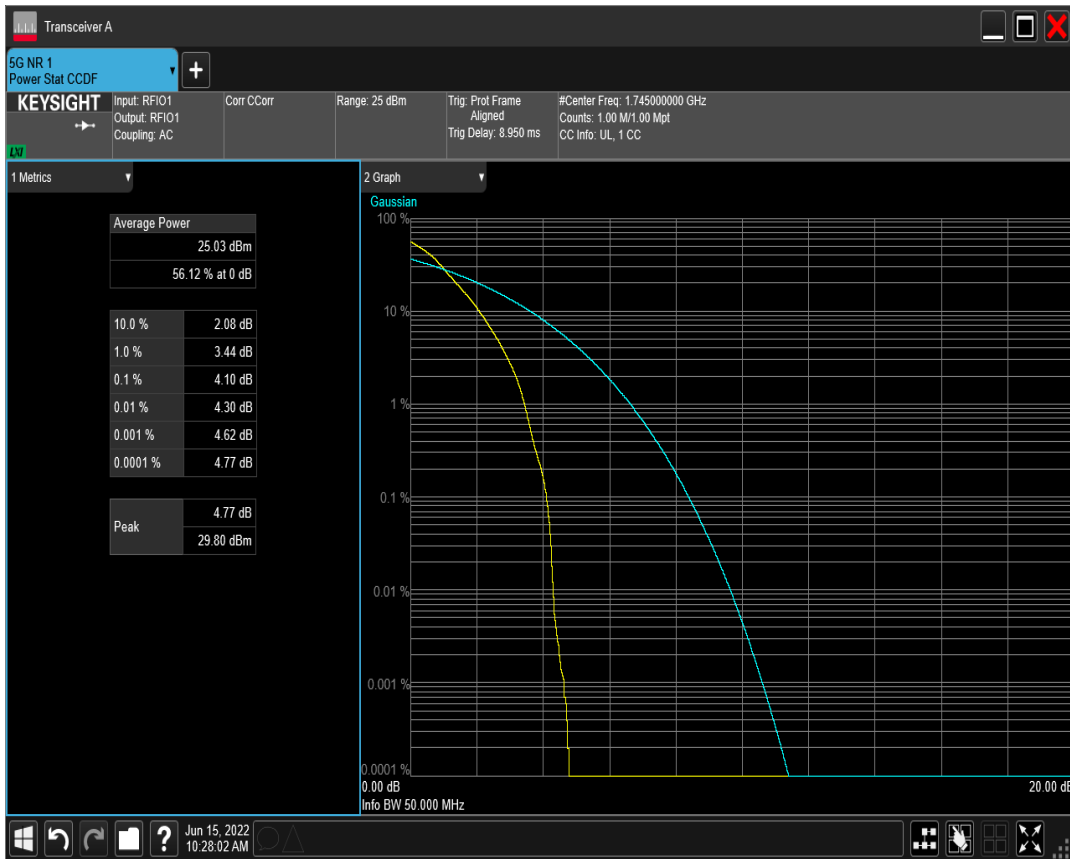 Transceiver A
5G NR 1
Power Stat CCDF
+
KEYSIGHT
LXI
Input: RFIO1
Output: RFIO1
Coupling: AC
Corr CCorr
Range: 25 dBm
Trig: Prot Frame
Aligned
Trig Delay: 8.950 ms
#Center Freq: 1.745000000 GHz
Counts: 1.00 M/1.00 Mpt
CC Info: UL, 1 CC
1 Metrics
Average Power
25.03 dBm
56.12 % at 0 dB
10.0 % 2.08 dB
1.0 % 3.44 dB
0.1 % 4.10 dB
0.01 % 4.30 dB
0.001 % 4.62 dB
0.0001 % 4.77 dB
Peak
4.77 dB
29.80 dBm
2 Graph
Gaussian
100 %
10 %
1 %
0.1 %
0.01 %
0.001 %
0.0001 %
0.00 dB
20.00 dB
Info BW 50.000 MHz
?
Jun 15, 2022
10:28:02 AM